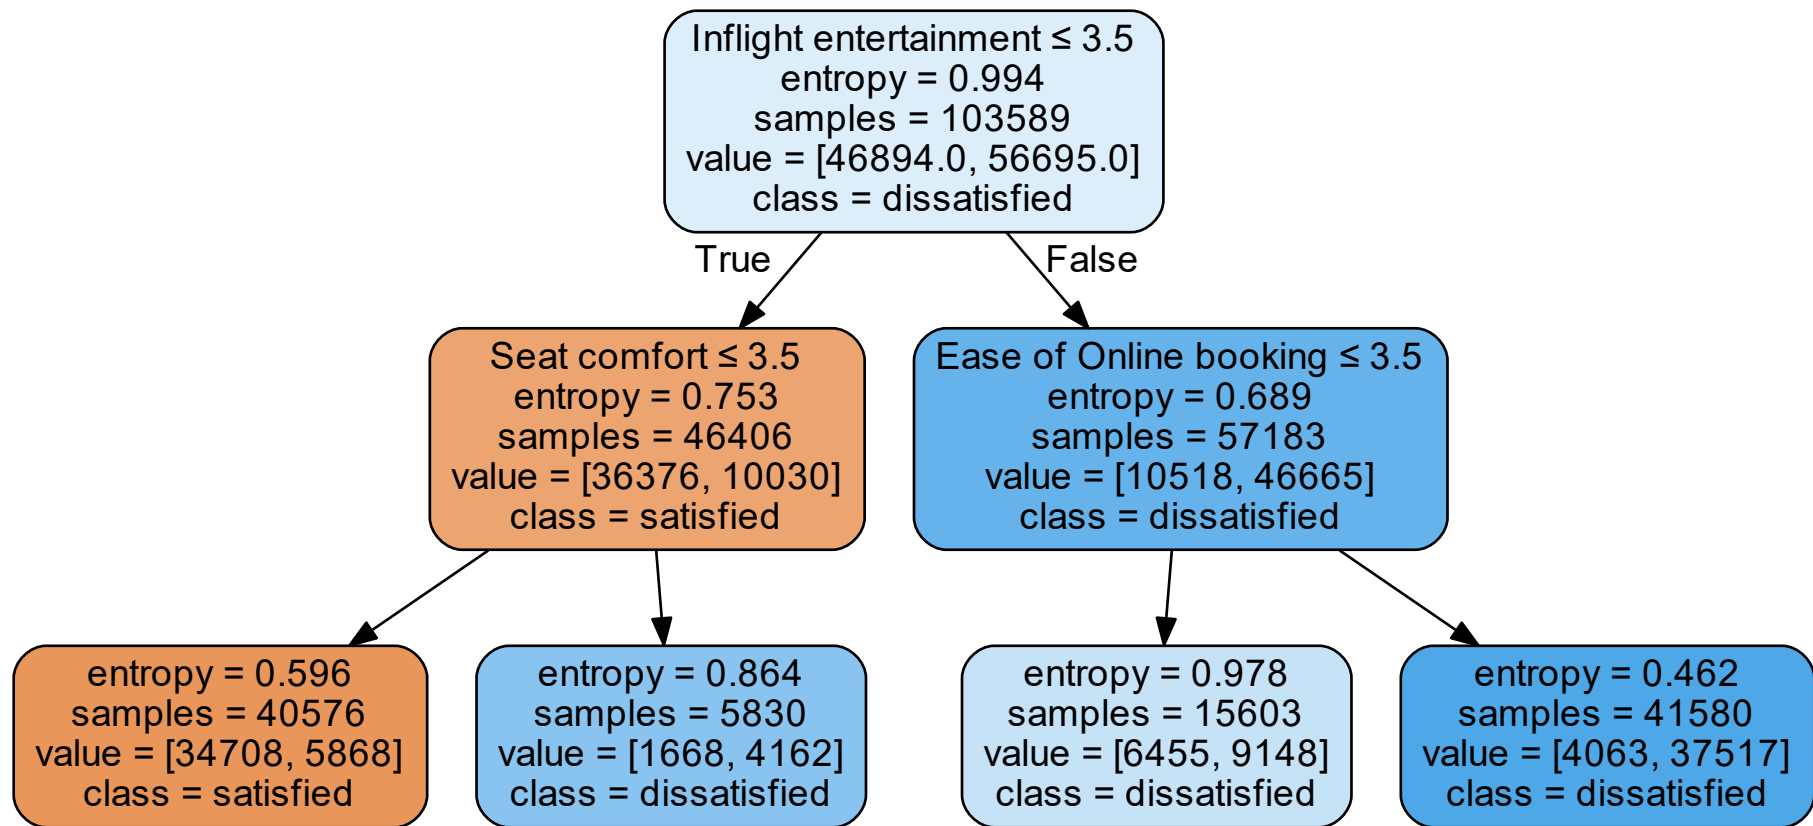 Inflight entertainment ≤ 3.5
entropy = 0.994
samples = 103589
value = [46894.0, 56695.0]
class = dissatisfied
True
False
Seat comfort ≤ 3.5
entropy = 0.753
samples = 46406
value = [36376, 10030]
class = satisfied
Ease of Online booking ≤ 3.5
entropy = 0.689
samples = 57183
value = [10518, 46665]
class = dissatisfied
entropy = 0.596
samples = 40576
value = [34708, 5868]
class = satisfied
entropy = 0.864
samples = 5830
value = [1668, 4162]
class = dissatisfied
entropy = 0.978
samples = 15603
value = [6455, 9148]
class = dissatisfied
entropy = 0.462
samples = 41580
value = [4063, 37517]
class = dissatisfied